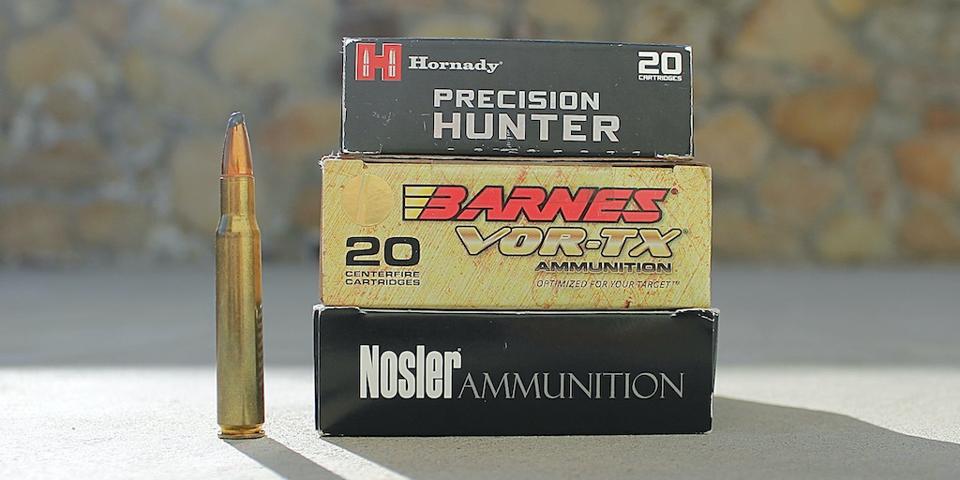 H Hornady®
20
CARTRIDGES
PRECISION
HUNTER
BARNES®
VOR-TX®
20
CENTERFIRE
CARTRIDGES
AMMUNITION
OPTIMIZED FOR YOUR TARGET™
Nosler® AMMUNITION